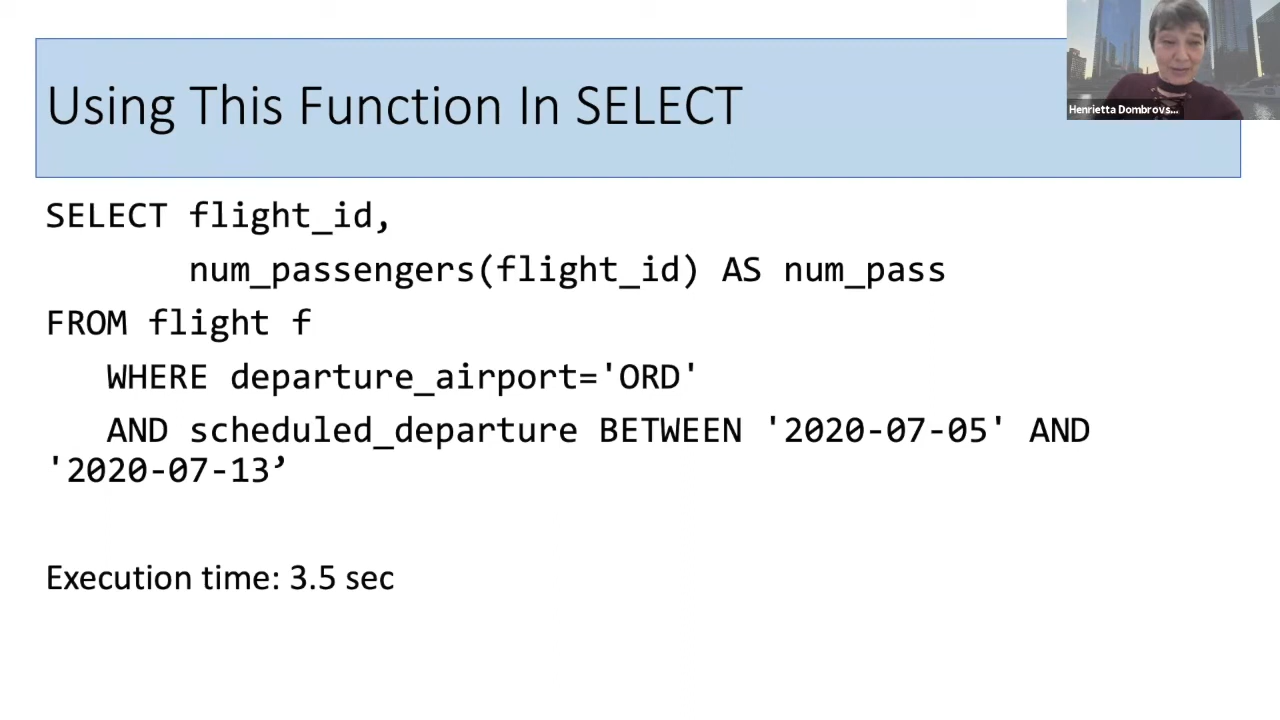 Using This Function In SELECT
Henrietta Dombrovs...
SELECT flight_id,
num_passengers(flight_id) AS num_pass
FROM flight f
WHERE departure_airport='ORD'
AND scheduled_departure BETWEEN '2020-07-05' AND
'2020-07-13’
Execution time: 3.5 sec